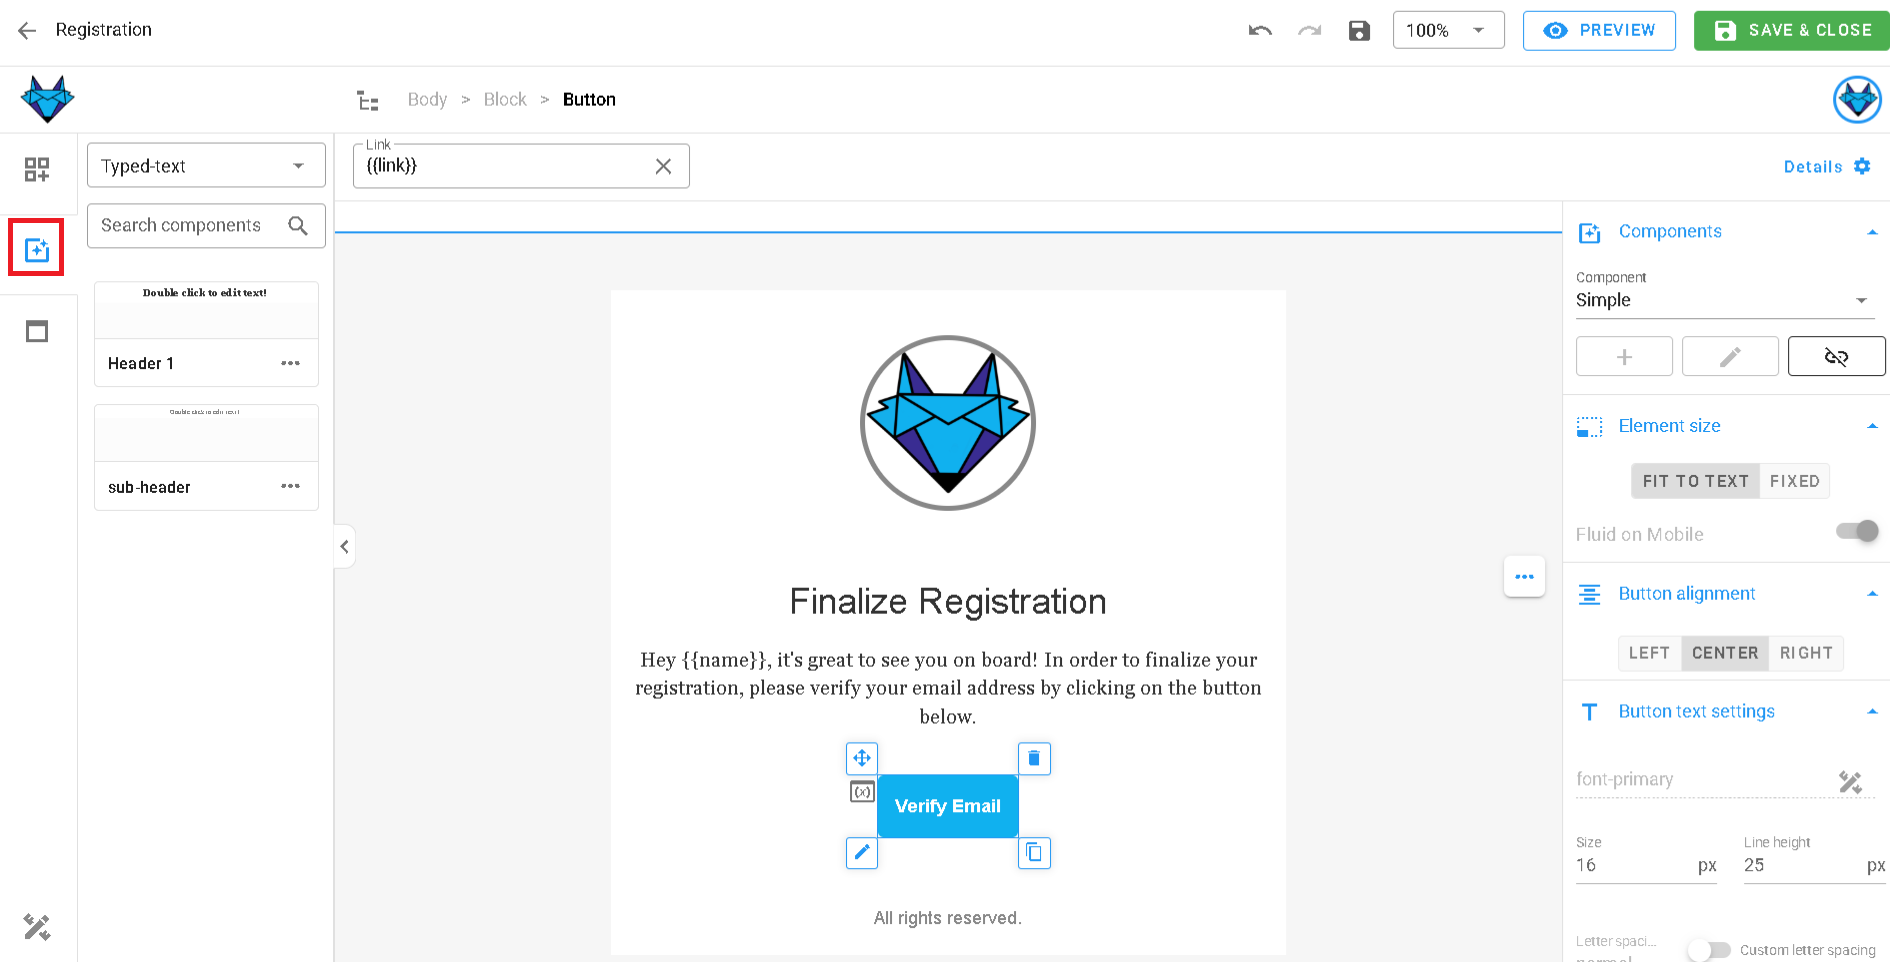 Registration
100%
PREVIEW
SAVE & CLOSE
Body > Block > Button
Typed-text
Link
{{link}}
Details
Search components
Double click to edit text!
Header 1
Double click to edit text!
sub-header
Finalize Registration
Hey {{name}}, it's great to see you on board! In order to finalize your
registration, please verify your email address by clicking on the button
below.
(x)
Verify Email
All rights reserved.
Components
Component
Simple
Element size
FIT TO TEXT FIXED
Fluid on Mobile
Button alignment
LEFT CENTER RIGHT
Button text settings
font-primary
Size Line height
16 px 25 px
Letter spaci... Custom letter spacing
normal